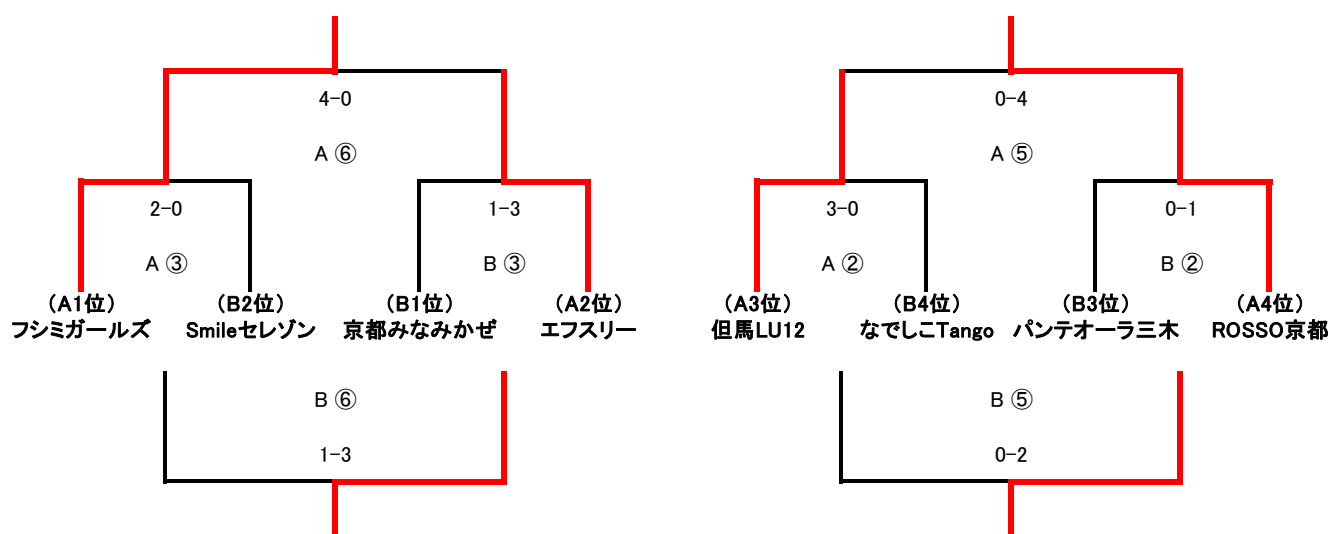 4-0 0-4
A ⑥ A ⑤
2-0 1-3 3-0 0-1
A ③ B ③ A ② B ②
（A1位） （B2位） （B1位） （A2位） （A3位） （B4位） （B3位） （A4位）
フシミガールズ Smileセレゾン 京都みなみかぜ エフスリー 但馬LU12 なでしこTango パンテオーラ三木 ROSSO京都
B ⑥ B ⑤
1-3 0-2